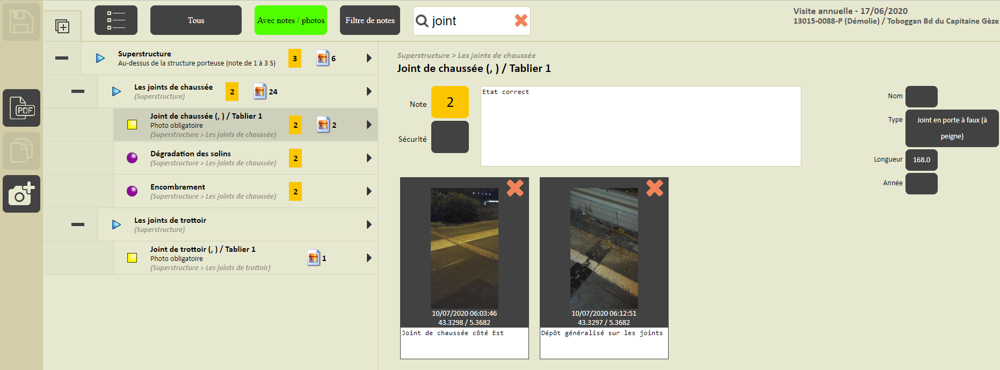 Tous
Avec notes / photos
Filtre de notes
joint
Visite annuelle - 17/06/2020
13015-0088-P (Démolie) / Toboggan Bd du Capitaine Gèze
Superstructure
Au-dessus de la structure porteuse (note de 1 à 3 S)
3
6
Les joints de chaussée
(Superstructure)
2
24
Joint de chaussée (, ) / Tablier 1
Photo obligatoire
(Superstructure > Les joints de chaussée)
2
2
Dégradation des solins
(Superstructure > Les joints de chaussée)
2
Encombrement
(Superstructure > Les joints de chaussée)
2
Les joints de trottoir
(Superstructure)
Joint de trottoir (, ) / Tablier 1
Photo obligatoire
(Superstructure > Les joints de trottoir)
1
PDF
Superstructure > Les joints de chaussée
Joint de chaussée (, ) / Tablier 1
Note
2
Sécurité
Etat correct
Nom
Type
Joint en porte à faux (à
peigne)
Longueur
168.0
Année
10/07/2020 06:03:46
43.3298 / 5.3682
Joint de chaussée côté Est
10/07/2020 06:12:51
43.3297 / 5.3682
Dépôt généralisé sur les joints